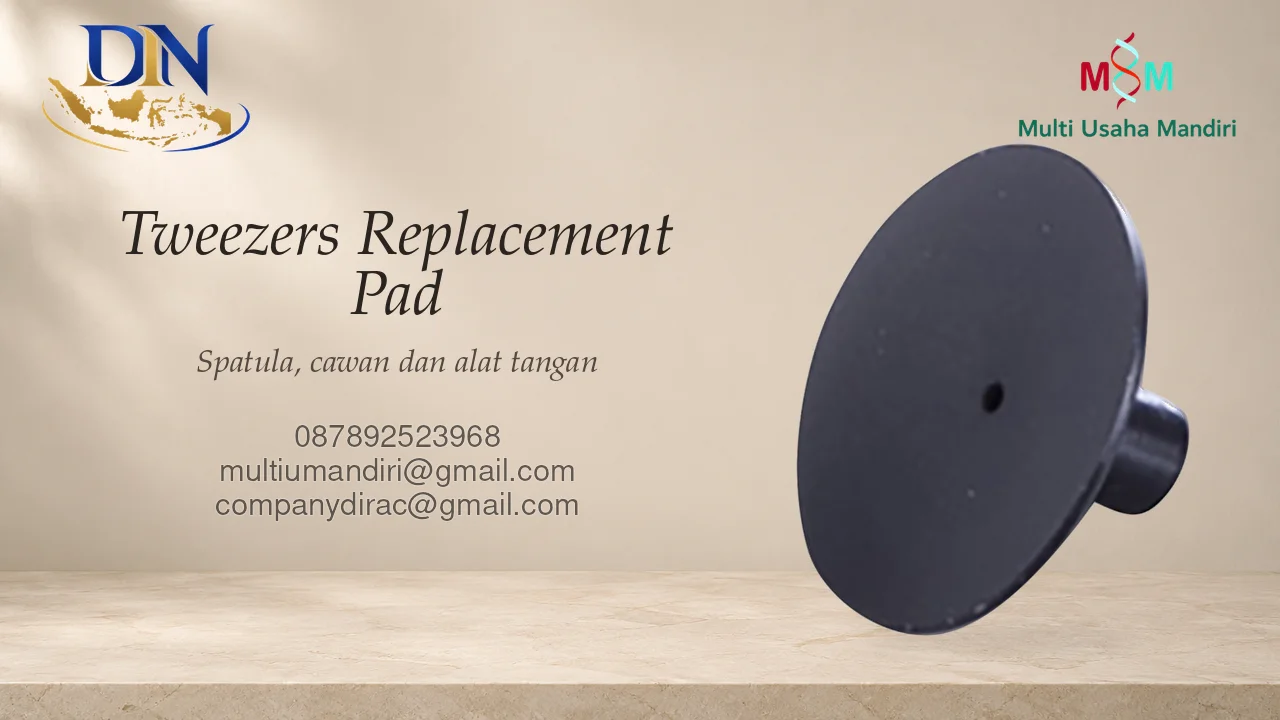 DN
M M
Multi Usaha Mandiri
Tweezers Replacement
Pad
Spatula, cawan dan alat tangan
087892523968
multiumandiri@gmail.com
companydirac@gmail.com